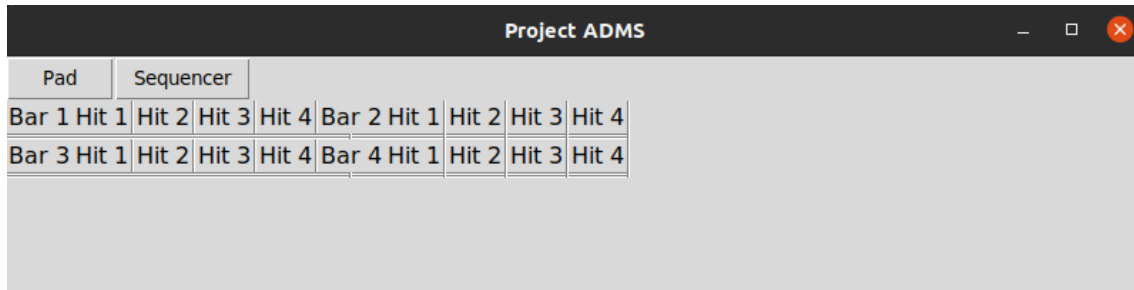 Project ADMS
Pad Sequencer
Bar 1 Hit 1 Hit 2 Hit 3 Hit 4 Bar 2 Hit 1 Hit 2 Hit 3 Hit 4
Bar 3 Hit 1 Hit 2 Hit 3 Hit 4 Bar 4 Hit 1 Hit 2 Hit 3 Hit 4